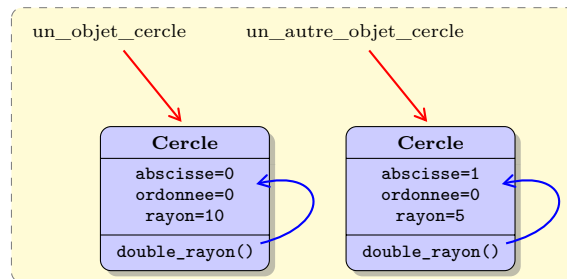 un_objet_cercle
un_autre_objet_cercle
Cercle
abscisse=0
ordonnee=0
rayon=10
double_rayon()
Cercle
abscisse=1
ordonnee=0
rayon=5
double_rayon()